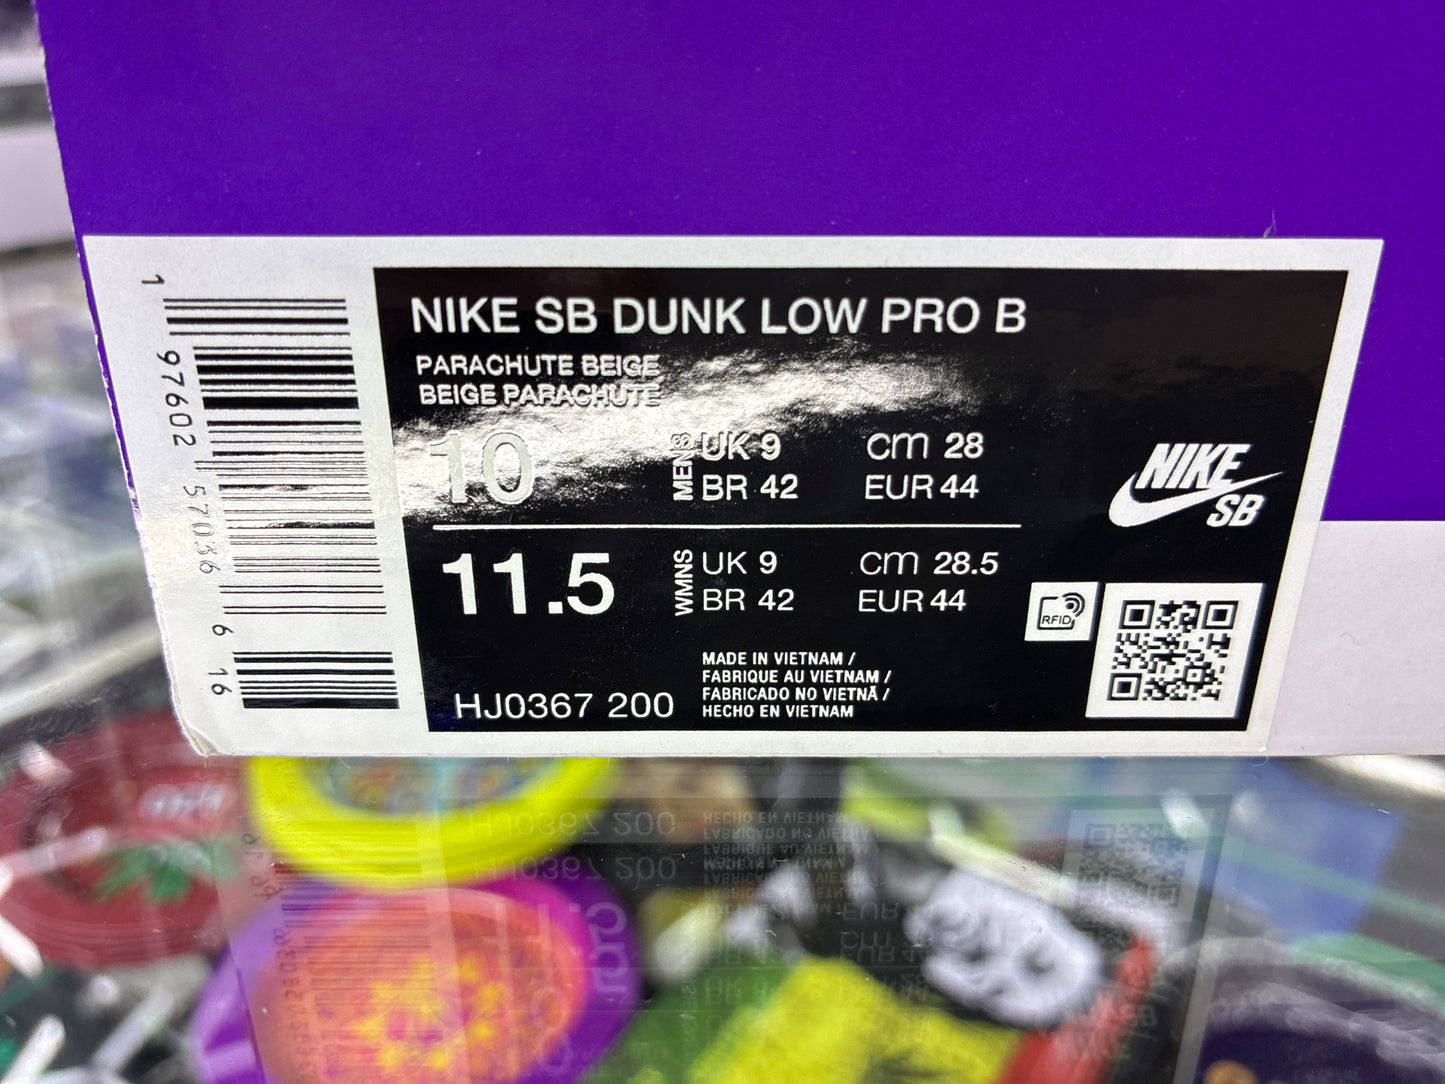 NIKE SB DUNK LOW PRO B
PARACHUTE BEIGE
BEIGE PARACHUTE
10 MENS UK 9 cm 28
BR 42 EUR 44
11.5 WMNS UK 9 cm 28.5
BR 42 EUR 44
HJ0367 200
MADE IN VIETNAM /
FABRIQUE AU VIETNAM /
FABRICADO NO VIETNÃ /
HECHO EN VIETNAM
NIKE
SB
RFID
1 97602 57036 6 16